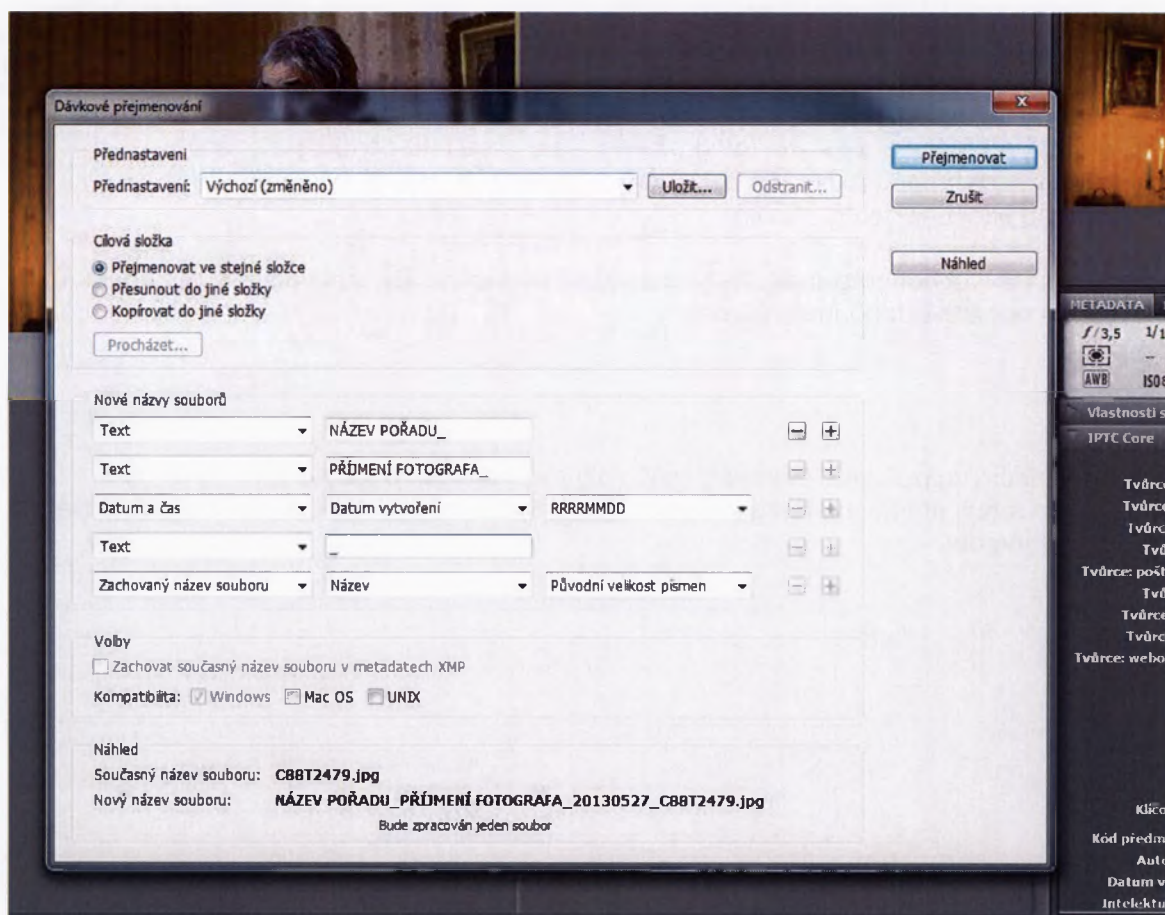 Dávkové přejmenování
Přednastavení
Přednastavení: Výchozí (změněno) Uložit... Odstranit...
Přejmenovat
Zrušit
Náhled
Cílová složka
Přejmenovat ve stejné složce
Přesunout do jiné složky
Kopírovat do jiné složky
Procházet...
Nové názvy souborů
Text NÁZEV POŘADU_
Text PŘÍJMENÍ FOTOGRAFA_
Datum a čas Datum vytvoření RRRRMMDD
Text _
Zachovaný název souboru Název Původní velikost písmen
Volby
Zachovat současný název souboru v metadatech XMP
Kompatibilita: Windows Mac OS UNIX
Náhled
Současný název souboru: C88T2479.jpg
Nový název souboru: NÁZEV POŘADU_PŘÍJMENÍ FOTOGRAFA_20130527_C88T2479.jpg
Bude zpracován jeden soubor
METADATA
f/3,5 1/1
--
AWB ISO8
Vlastnosti s
IPTC Core
Tvůrce
Tvůrce
Tvůrc
Tvů
Tvůrce: pošt
Tvů
Tvůrce
Tvůrc
Tvůrce: webo
Klíčo
Kód předm
Auto
Datum v
Intelektu